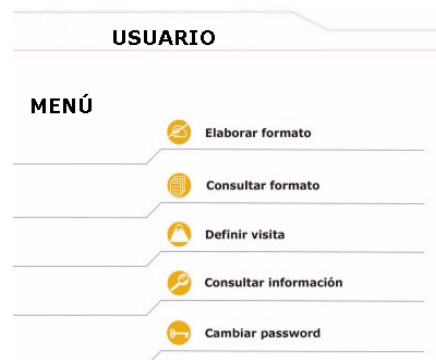 USUARIO
MENÚ
Elaborar formato
Consultar formato
Definir visita
Consultar información
Cambiar password